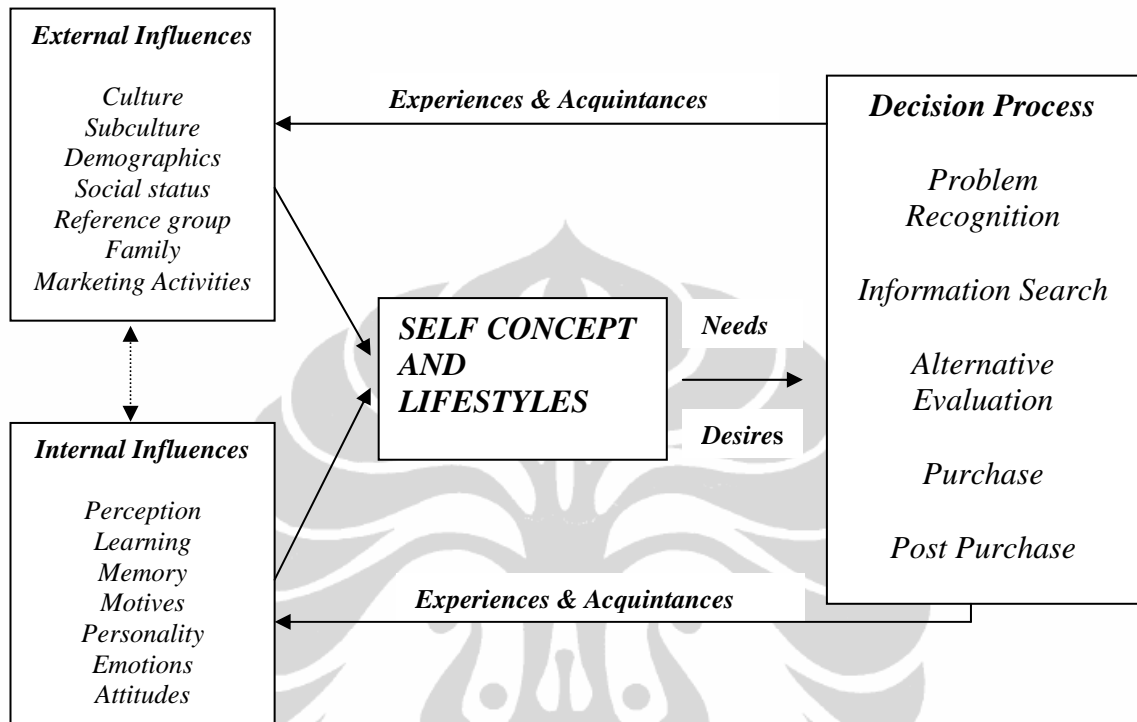 External Influences
Culture
Subculture
Demographics
Social status
Reference group
Family
Marketing Activities
Internal Influences
Perception
Learning
Memory
Motives
Personality
Emotions
Attitudes
Experiences & Acquintances
SELF CONCEPT
AND
LIFESTYLES
Needs
Desires
Experiences & Acquintances
Decision Process
Problem
Recognition
Information Search
Alternative
Evaluation
Purchase
Post Purchase